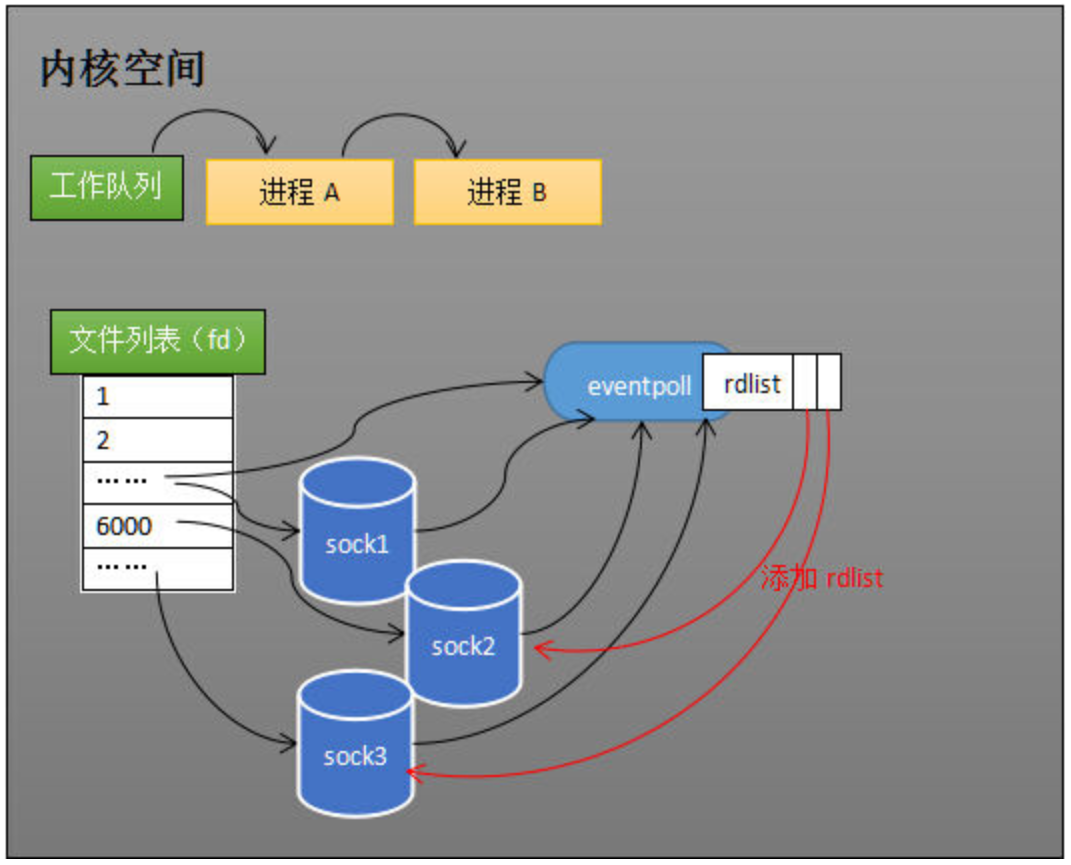 内核空间
工作队列
进程 A
进程 B
文件列表（fd）
1
2
……
6000
……
eventpoll
rdlist
sock1
sock2
sock3
添加 rdlist